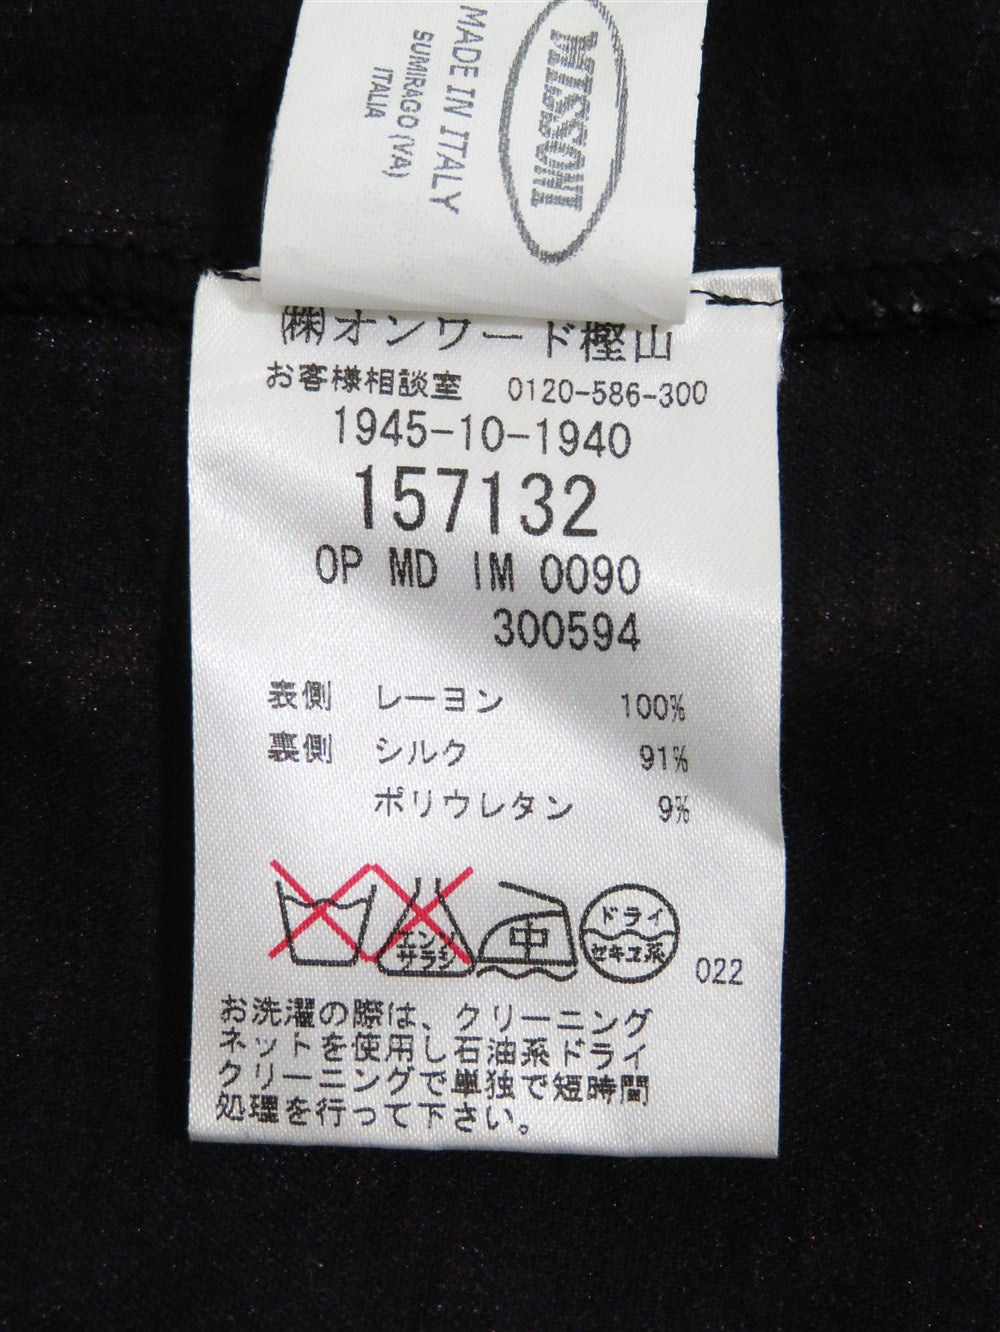 MISSONI
MADE IN ITALY
SUMIRAGO (VA)
ITALIA
(株)オンワード樫山
お客様相談室 0120-586-300
1945-10-1940
157132
OP MD IM 0090
300594
表側 レーヨン 100%
裏側 シルク 91%
ポリウレタン 9%
エンソ
サラシ
中
ドライ
セキユ系
022
お洗濯の際は、クリーニング
ネットを使用し石油系ドライ
クリーニングで単独で短時間
処理を行って下さい。